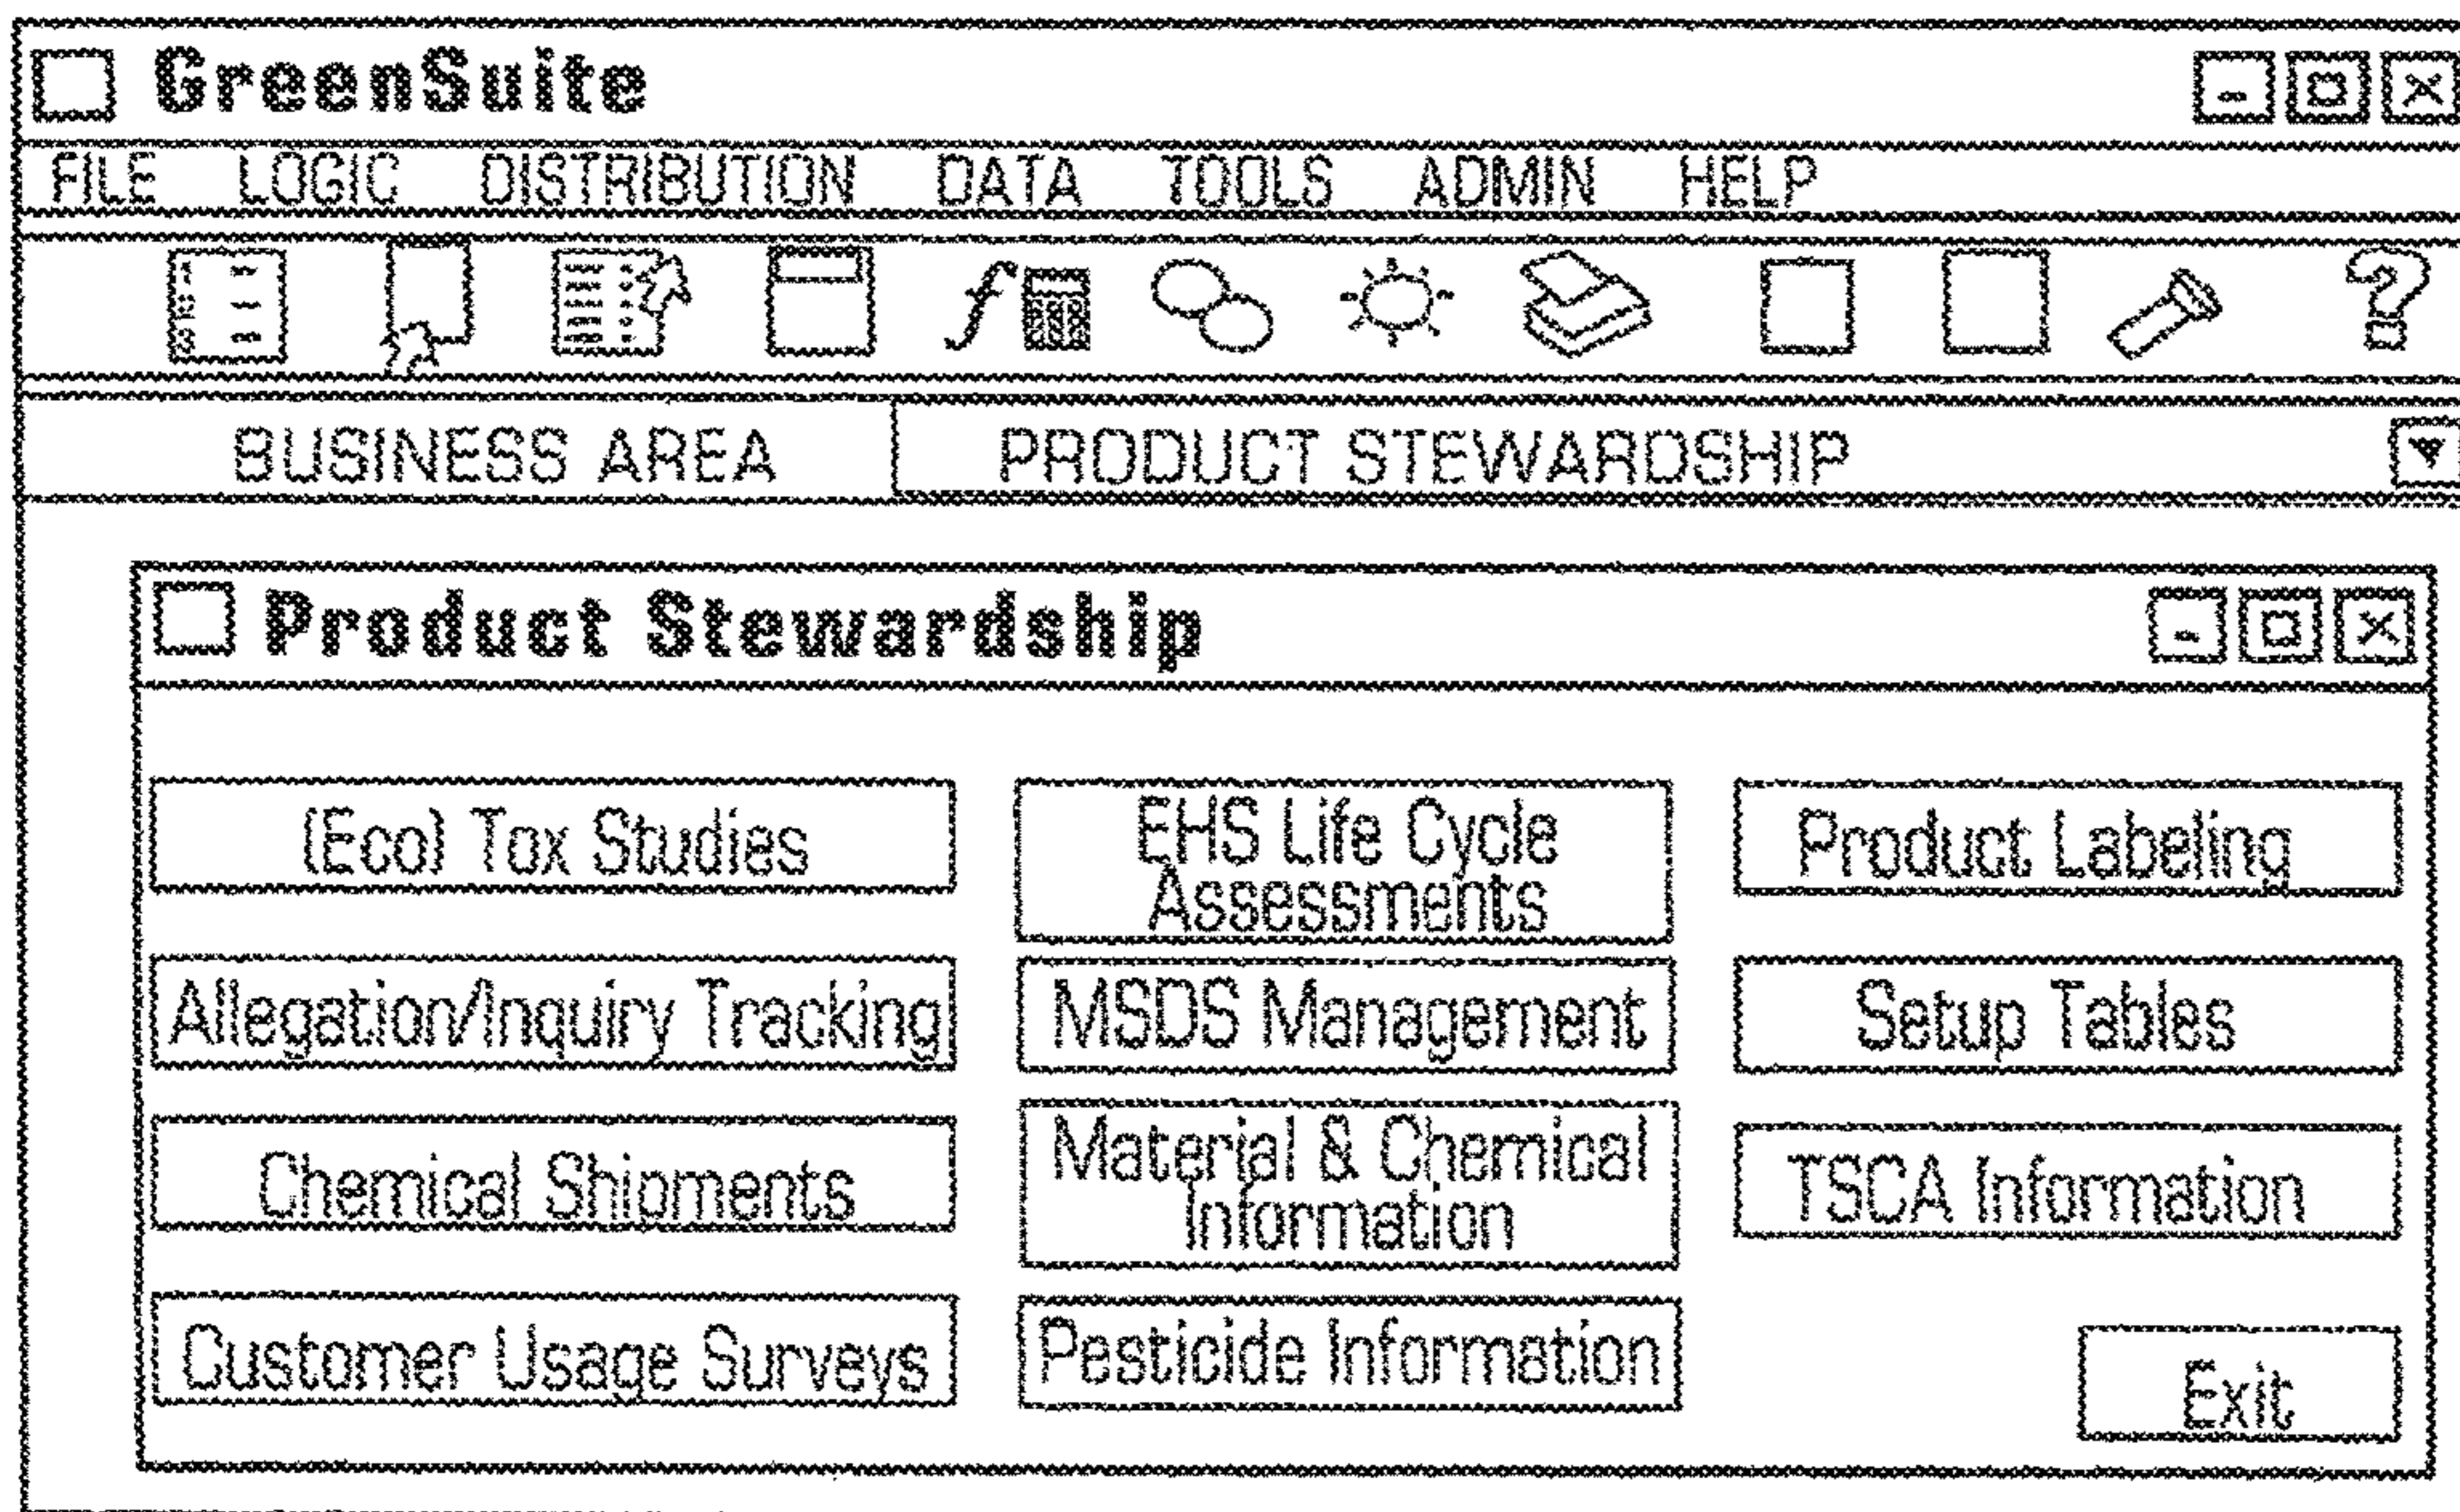 GreenSuite
FILE LOGIC DISTRIBUTION DATA TOOLS ADMIN HELP
BUSINESS AREA PRODUCT STEWARDSHIP
Product Stewardship
(Eco) Tox Studies
EHS Life Cycle
Assessments
Product Labeling
Allegation/Inquiry Tracking
MSDS Management
Setup Tables
Chemical Shipments
Material & Chemical
Information
TSCA Information
Customer Usage Surveys
Pesticide Information
Exit